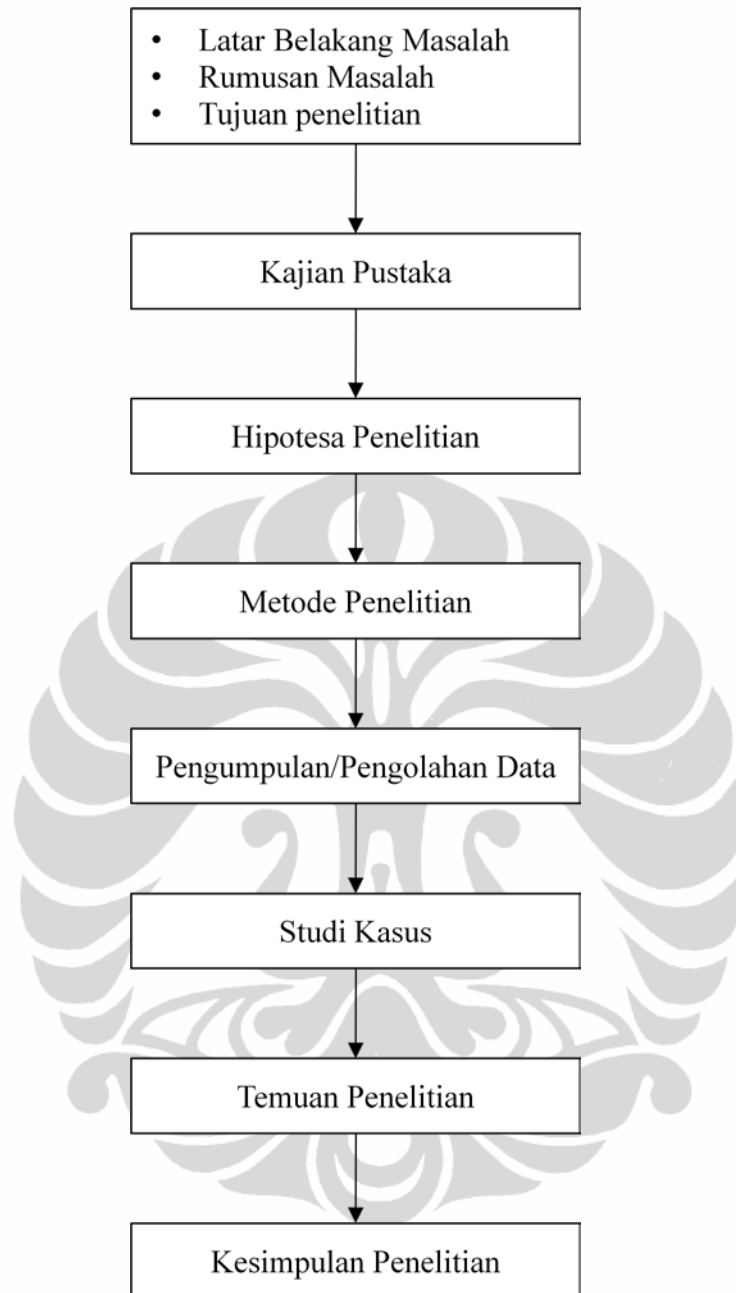 • Latar Belakang Masalah
• Rumusan Masalah
• Tujuan penelitian
Kajian Pustaka
Hipotesa Penelitian
Metode Penelitian
Pengumpulan/Pengolahan Data
Studi Kasus
Temuan Penelitian
Kesimpulan Penelitian